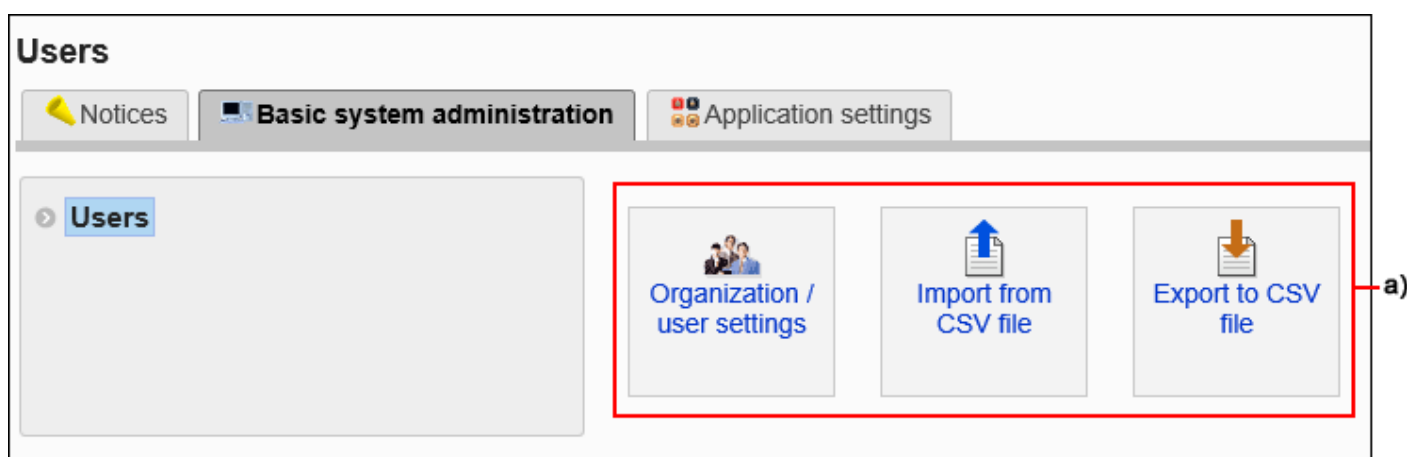 Users
Notices
Basic system administration
Application settings
Users
Organization /
user settings
Import from
CSV file
Export to CSV
file
a)